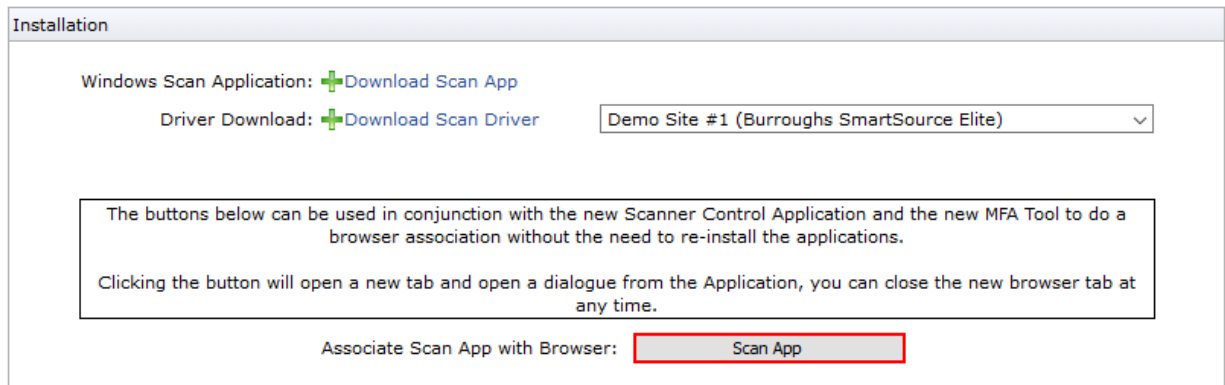 Installation
Windows Scan Application: Download Scan App
Driver Download: Download Scan Driver Demo Site #1 (Burroughs SmartSource Elite)
The buttons below can be used in conjunction with the new Scanner Control Application and the new MFA Tool to do a
browser association without the need to re-install the applications.
Clicking the button will open a new tab and open a dialogue from the Application, you can close the new browser tab at
any time.
Associate Scan App with Browser: Scan App